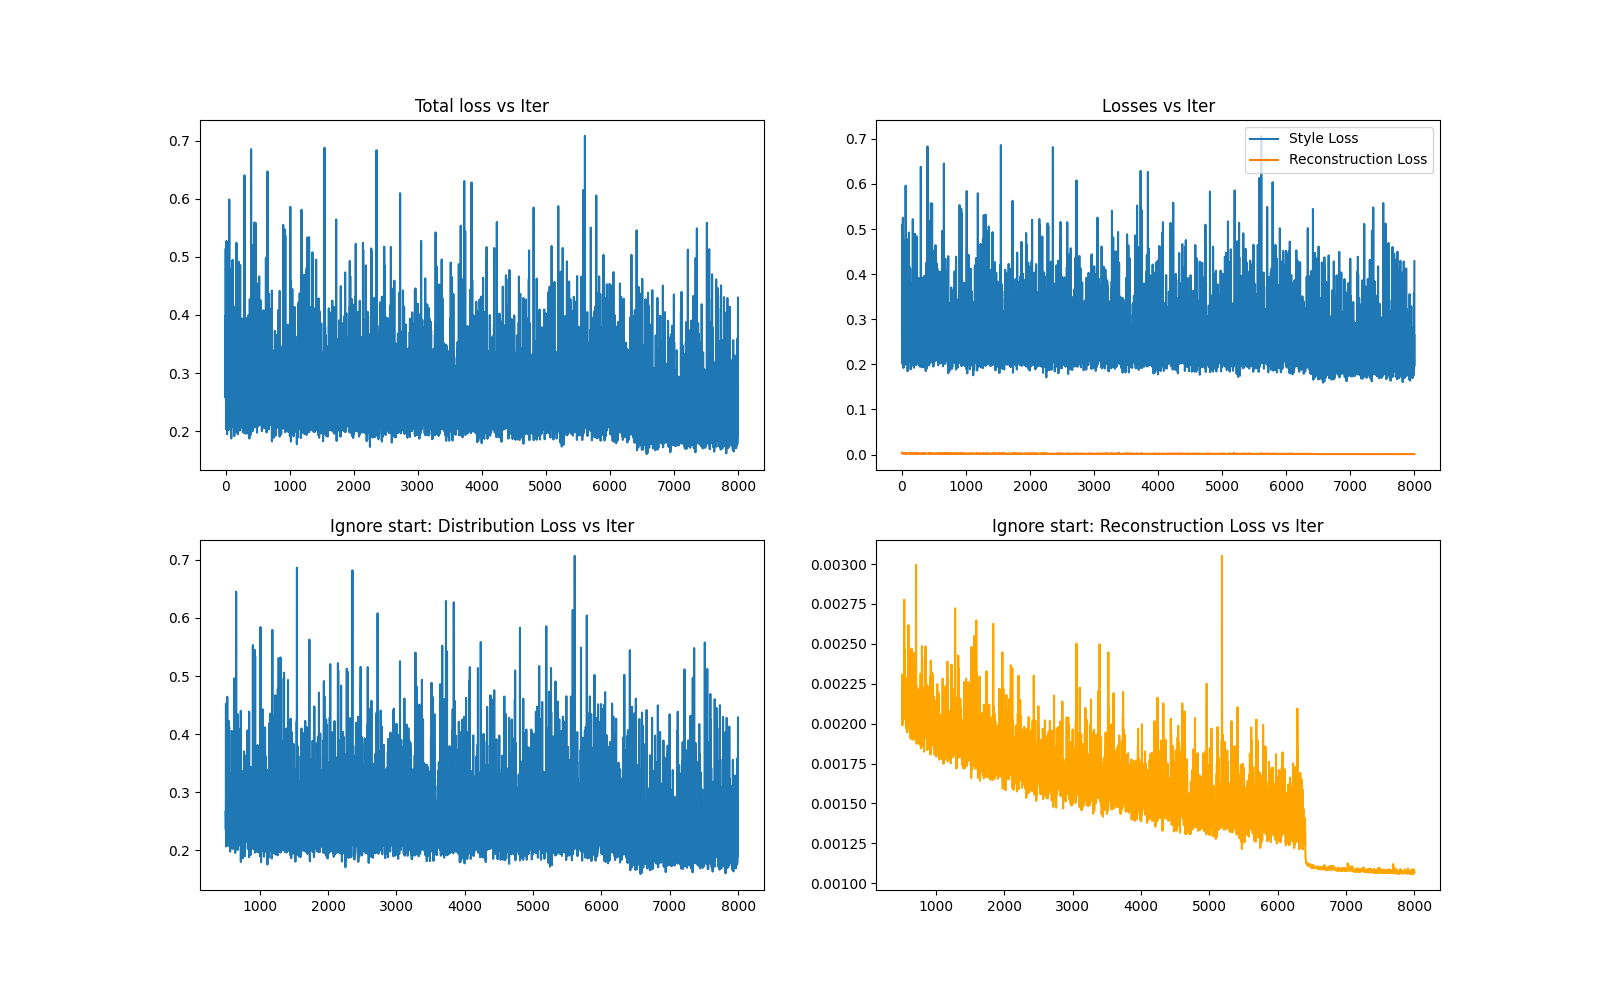 Total loss vs Iter
0.7
0.6
0.5
0.4
0.3
0.2
0 1000 2000 3000 4000 5000 6000 7000 8000
Losses vs Iter
Style Loss
Reconstruction Loss
0.7
0.6
0.5
0.4
0.3
0.2
0.1
0.0
0 1000 2000 3000 4000 5000 6000 7000 8000
Ignore start: Distribution Loss vs Iter
0.7
0.6
0.5
0.4
0.3
0.2
1000 2000 3000 4000 5000 6000 7000 8000
Ignore start: Reconstruction Loss vs Iter
0.00300
0.00275
0.00250
0.00225
0.00200
0.00175
0.00150
0.00125
0.00100
1000 2000 3000 4000 5000 6000 7000 8000